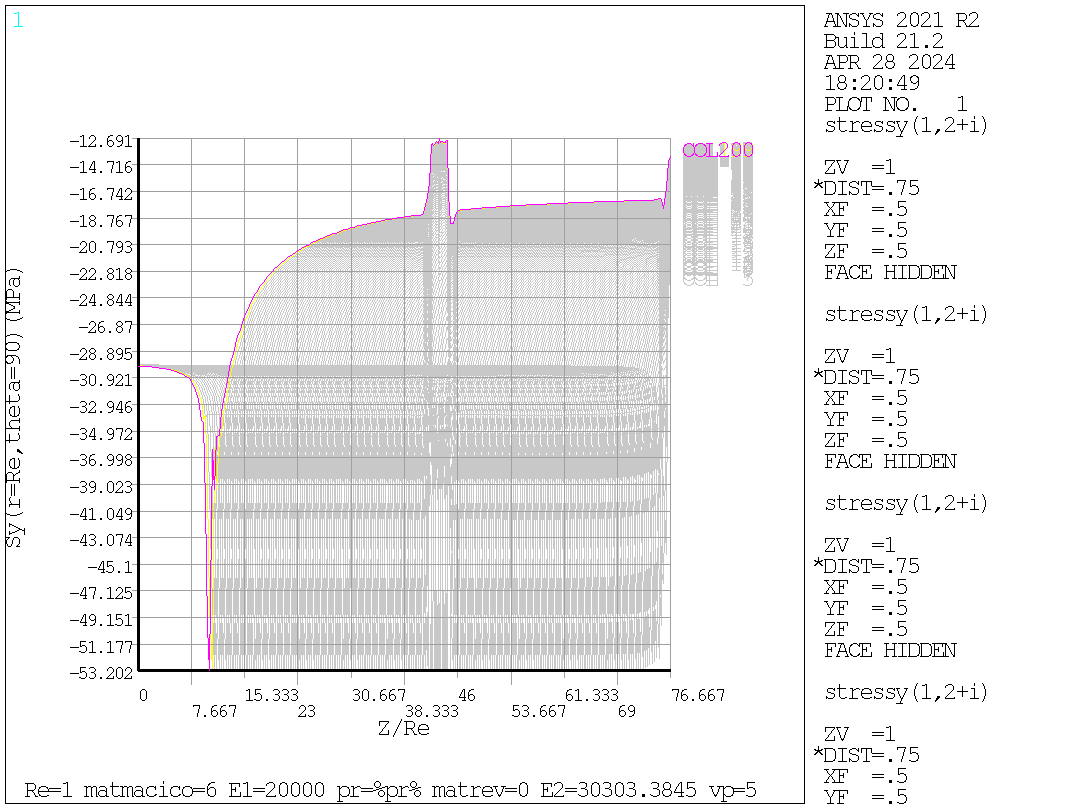 1
ANSYS 2021 R2
Build 21.2
APR 28 2024
18:20:49
PLOT NO. 1
stressy(1,2+i)
ZV =1
*DIST=.75
XF =.5
YF =.5
ZF =.5
FACE HIDDEN
stressy(1,2+i)
ZV =1
*DIST=.75
XF =.5
YF =.5
ZF =.5
FACE HIDDEN
stressy(1,2+i)
ZV =1
*DIST=.75
XF =.5
YF =.5
ZF =.5
FACE HIDDEN
stressy(1,2+i)
ZV =1
*DIST=.75
XF =.5
YF =.5
Sy(r=Re,theta=90)(MPa)
-12.691
-14.716
-16.742
-18.767
-20.793
-22.818
-24.844
-26.87
-28.895
-30.921
-32.946
-34.972
-36.998
-39.023
-41.049
-43.074
-45.1
-47.125
-49.151
-51.177
-53.202
0
7.667
15.333
23
30.667
38.333
46
53.667
61.333
69
76.667
Z/Re
Re=1 matmacico=6 E1=20000 pr=%pr% matrev=0 E2=30303.3845 vp=5